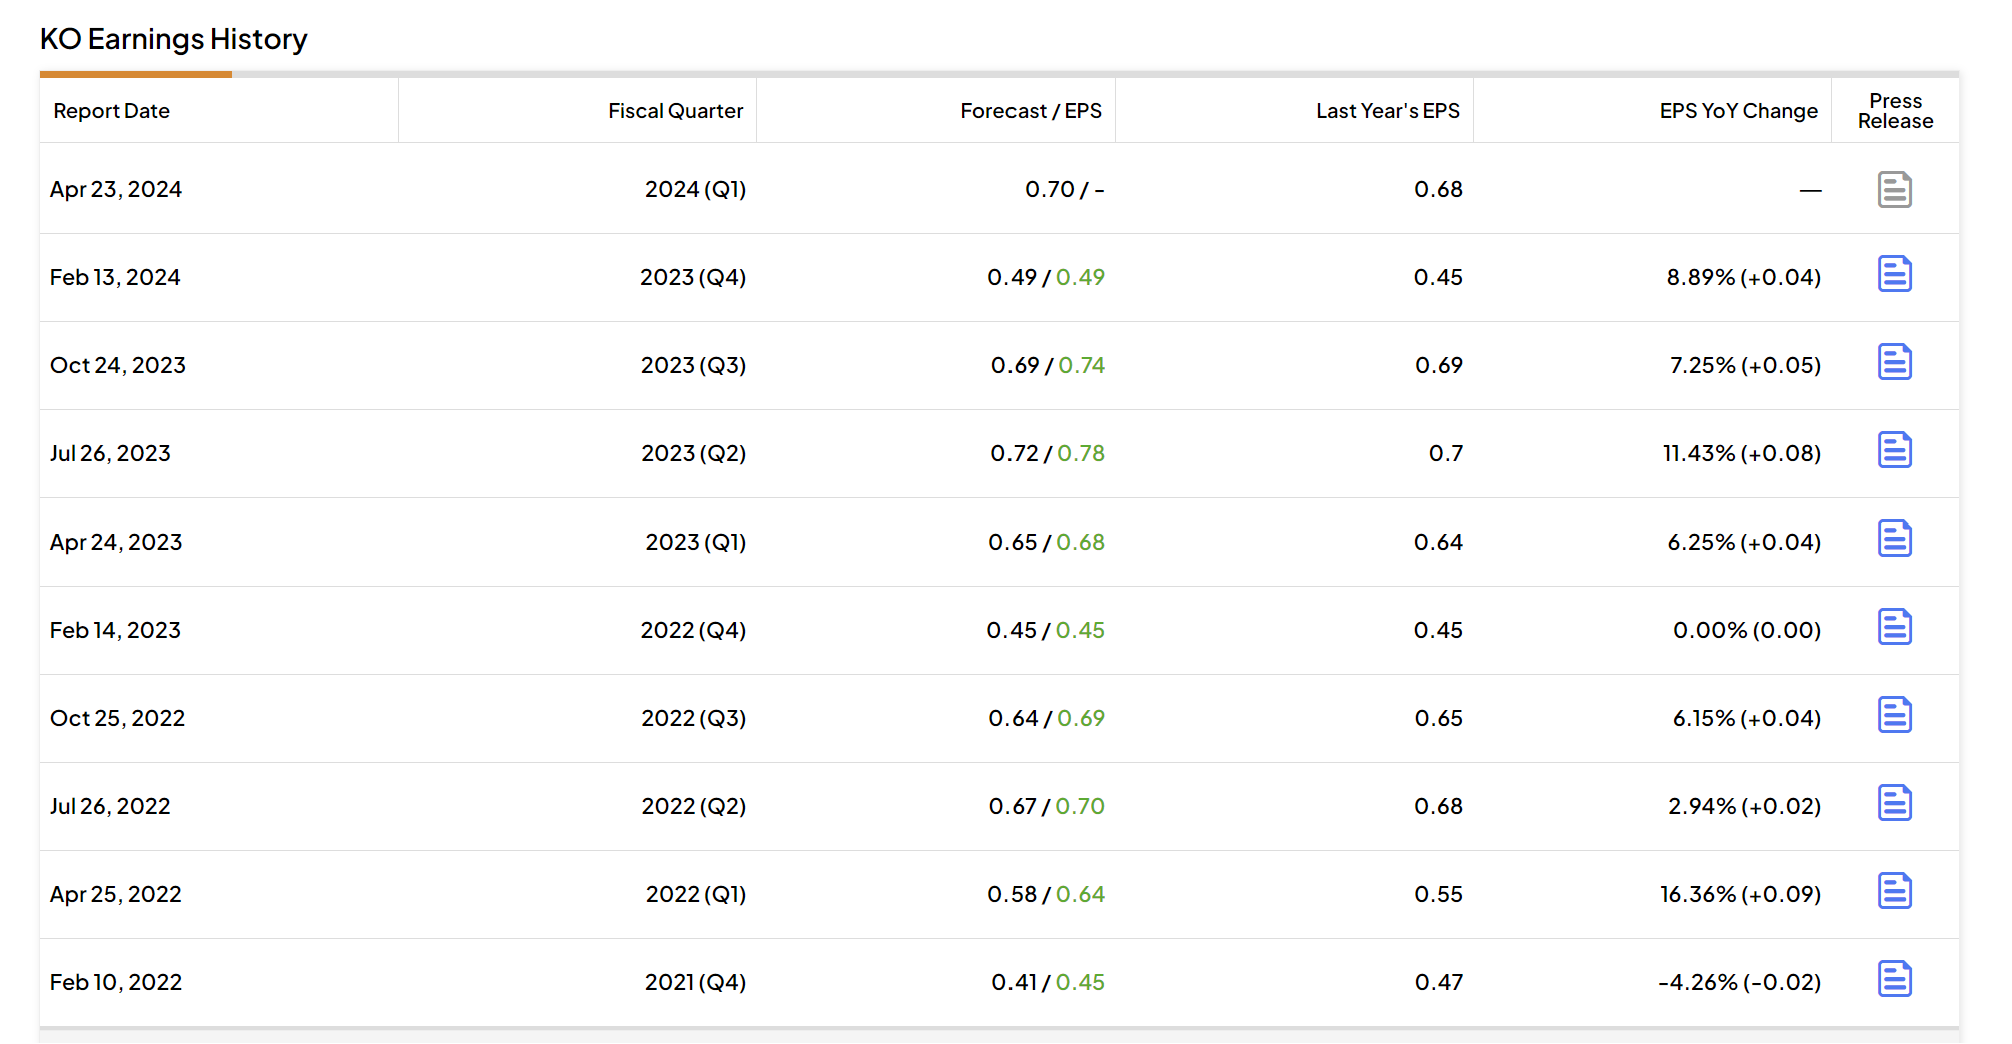 KO Earnings History
Report Date Fiscal Quarter Forecast / EPS Last Year's EPS EPS YoY Change Press Release
Apr 23, 2024 2024 (Q1) 0.70 / - 0.68 —
Feb 13, 2024 2023 (Q4) 0.49 / 0.49 0.45 8.89% (+0.04)
Oct 24, 2023 2023 (Q3) 0.69 / 0.74 0.69 7.25% (+0.05)
Jul 26, 2023 2023 (Q2) 0.72 / 0.78 0.7 11.43% (+0.08)
Apr 24, 2023 2023 (Q1) 0.65 / 0.68 0.64 6.25% (+0.04)
Feb 14, 2023 2022 (Q4) 0.45 / 0.45 0.45 0.00% (0.00)
Oct 25, 2022 2022 (Q3) 0.64 / 0.69 0.65 6.15% (+0.04)
Jul 26, 2022 2022 (Q2) 0.67 / 0.70 0.68 2.94% (+0.02)
Apr 25, 2022 2022 (Q1) 0.58 / 0.64 0.55 16.36% (+0.09)
Feb 10, 2022 2021 (Q4) 0.41 / 0.45 0.47 -4.26% (-0.02)